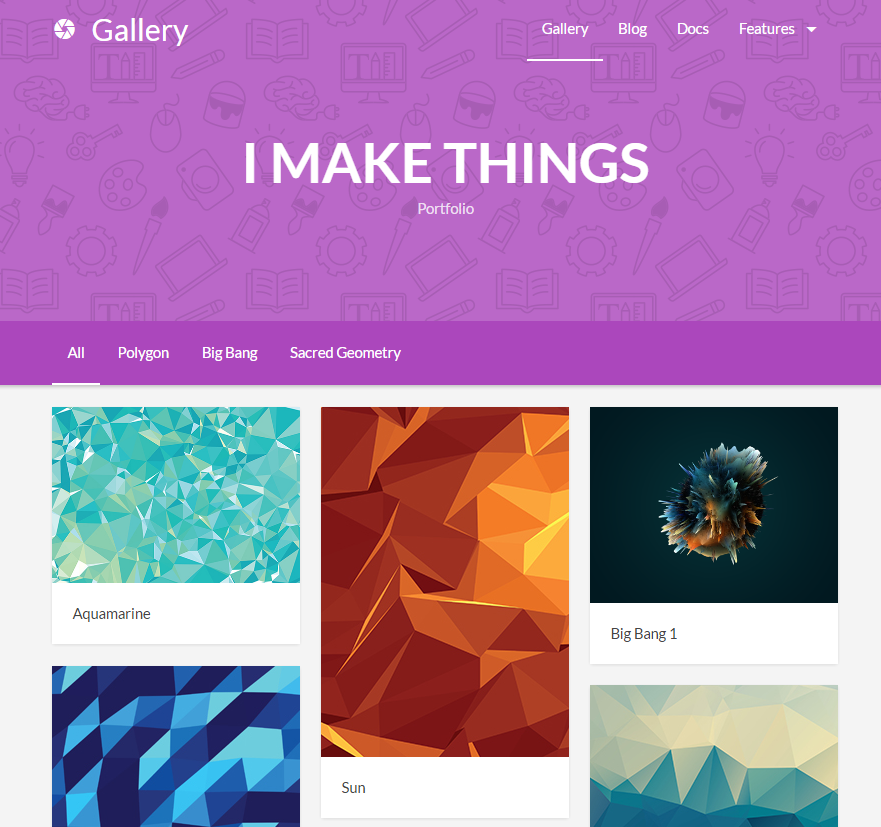 Gallery
Gallery Blog Docs Features
I MAKE THINGS
Portfolio
All Polygon Big Bang Sacred Geometry
Aquamarine
Big Bang 1
Sun